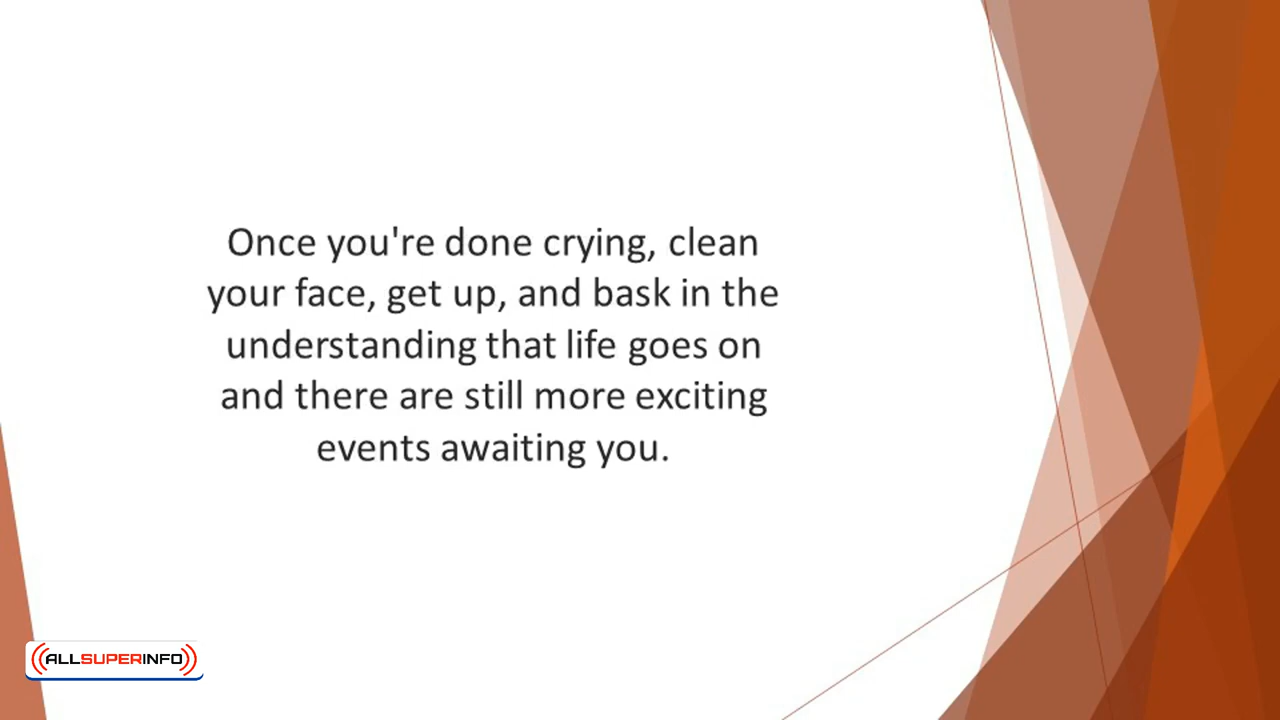 Once you're done crying, clean
your face, get up, and bask in the
understanding that life goes on
and there are still more exciting
events awaiting you.
ALLSUPERINFO